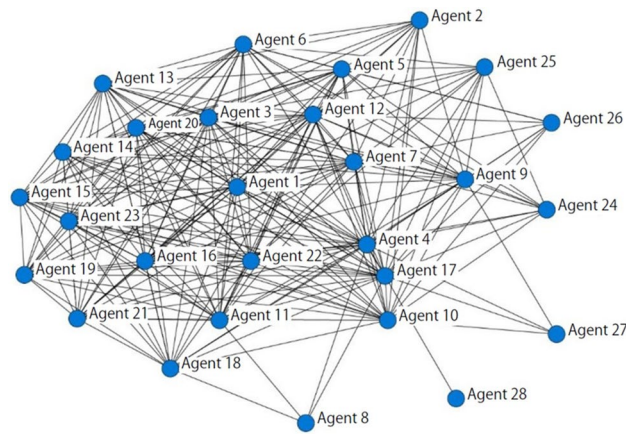 Agent 2
Agent 6
Agent 5
Agent 25
Agent 13
Agent 3
Agent 12
Agent 20
Agent 26
Agent 14
Agent 7
Agent 9
Agent 1
Agent 15
Agent 24
Agent 23
Agent 4
Agent 16
Agent 22
Agent 19
Agent 17
Agent 21
Agent 11
Agent 10
Agent 27
Agent 18
Agent 28
Agent 8